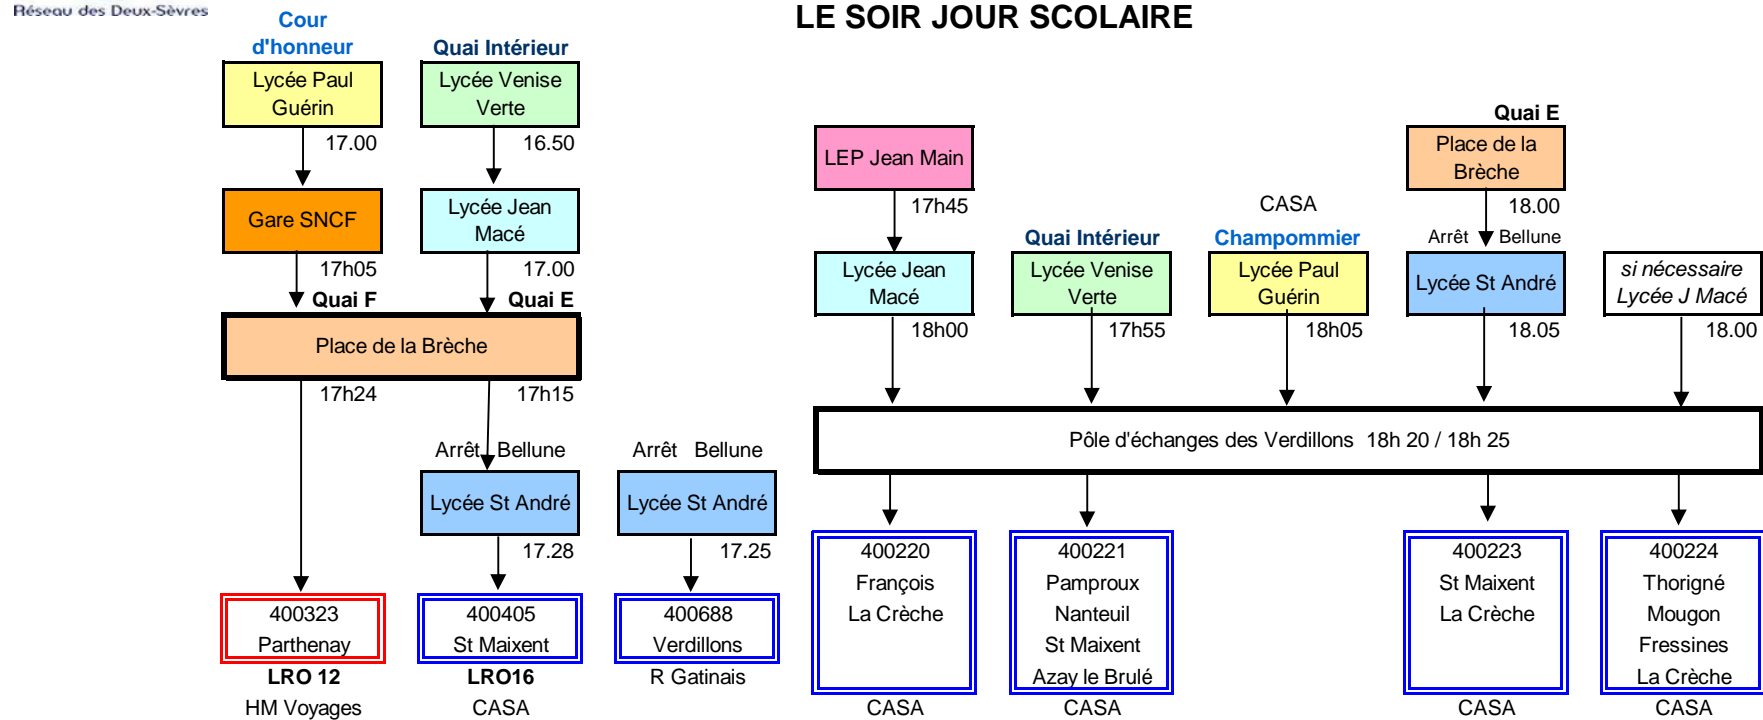 Réseau des Deux-Sèvres
LE SOIR JOUR SCOLAIRE
Cour
d'honneur
Quai Intérieur
Lycée Paul
Guérin
17.00
Lycée Venise
Verte
16.50
Gare SNCF
17h05
Lycée Jean
Macé
17.00
Quai F
Quai E
Place de la Brèche
17h24
17h15
Arrêt Bellune
Lycée St André
17.28
Arrêt Bellune
Lycée St André
17.25
400323
Parthenay
LRO 12
HM Voyages
400405
St Maixent
LRO16
CASA
400688
Verdillons
R Gatinais
LEP Jean Main
17h45
Lycée Jean
Macé
18h00
Quai Intérieur
Lycée Venise
Verte
17h55
CASA
Champommier
Lycée Paul
Guérin
18h05
Quai E
Place de la
Brèche
18.00
Arrêt Bellune
Lycée St André
18.05
si nécessaire
Lycée J Macé
18.00
Pôle d'échanges des Verdillons 18h 20 / 18h 25
400220
François
La Crèche
CASA
400221
Pamproux
Nanteuil
St Maixent
Azay le Brulé
CASA
400223
St Maixent
La Crèche
CASA
400224
Thorigné
Mougon
Fressines
La Crèche
CASA